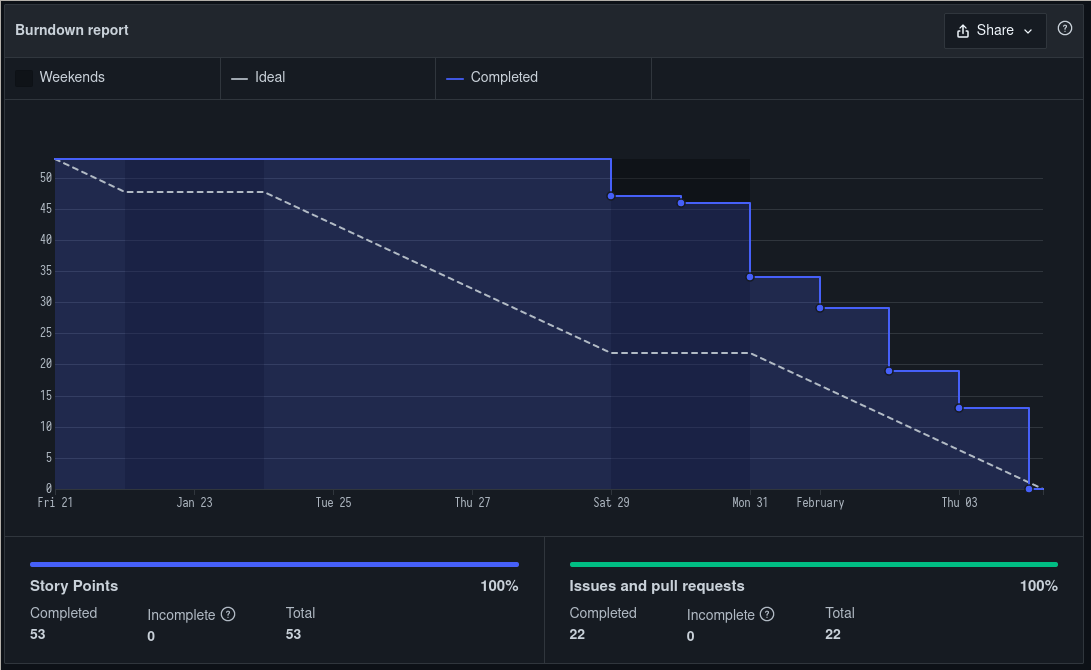 Burndown report
Share
Weekends
Ideal
Completed
50
45
40
35
30
25
20
15
10
5
0
Fri 21 Jan 23 Tue 25 Thu 27 Sat 29 Mon 31 February Thu 03
Story Points 100%
Completed Incomplete Total
53 0 53
Issues and pull requests 100%
Completed Incomplete Total
22 0 22